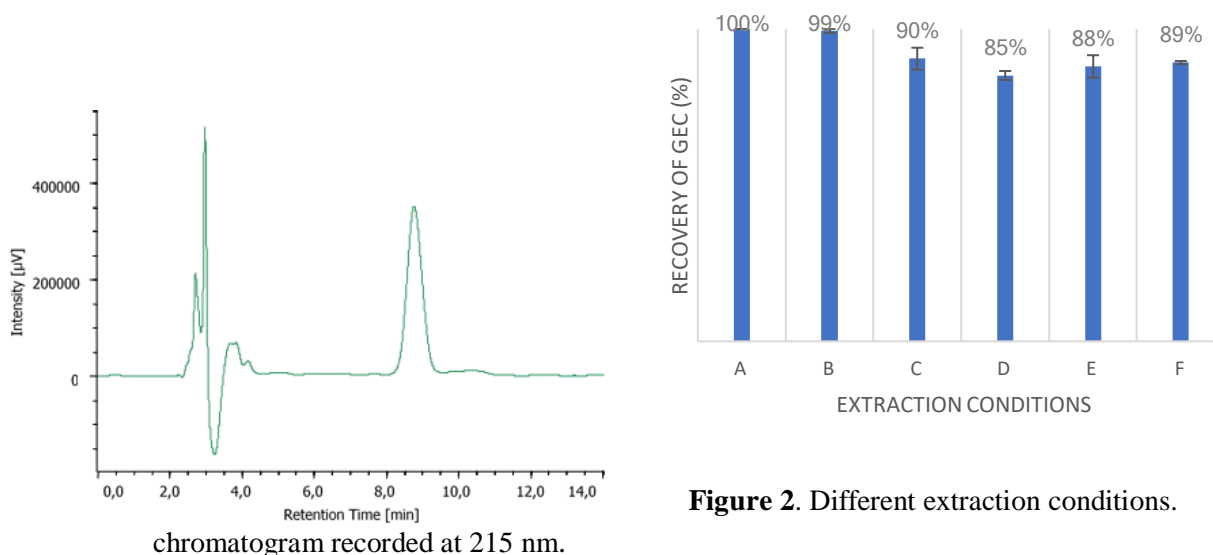 400000
200000
0
Intensity [µV]
0,0 2,0 4,0 6,0 8,0 10,0 12,0 14,0
Retention Time [min]
chromatogram recorded at 215 nm.
100% 99% 90% 85% 88% 89%
RECOVERY OF GEC (%)
A B C D E F
EXTRACTION CONDITIONS
Figure 2. Different extraction conditions.